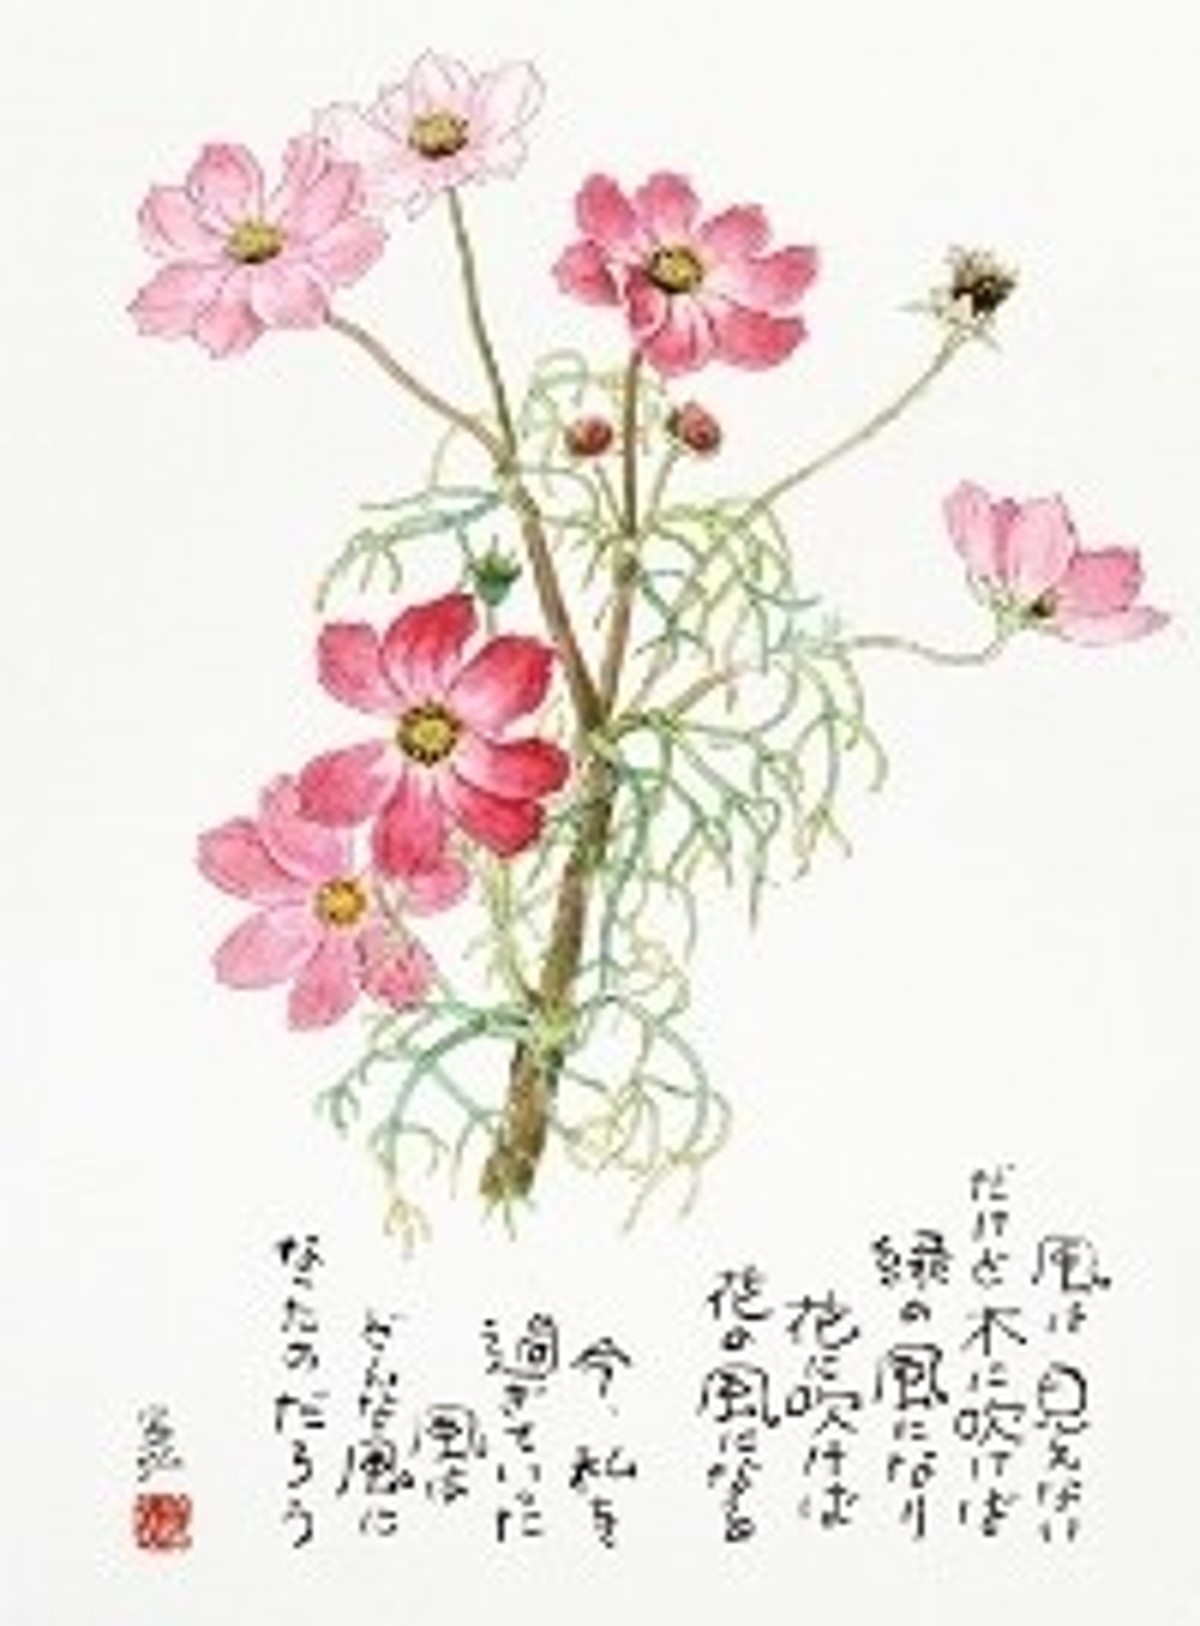 風は見えない
だけど木に吹けば
緑の風になり
花に吹けば
花の風になる
今、私を
過ぎていった
風は
どんな風に
なったのだろう